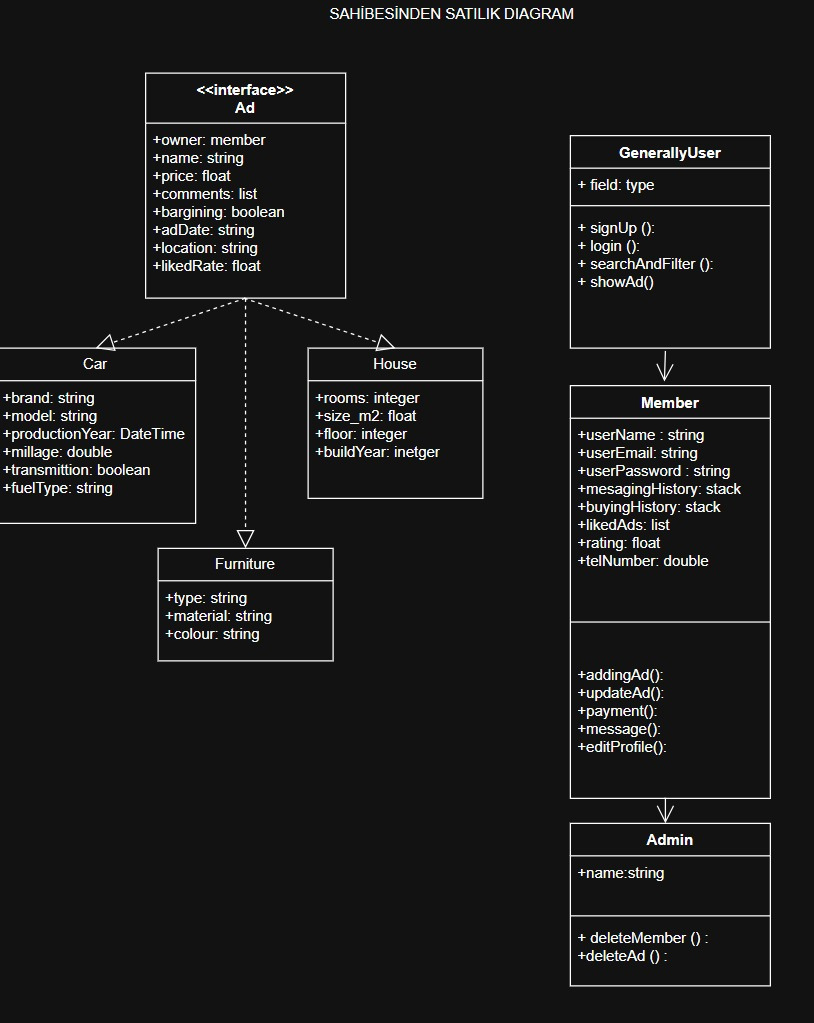 SAHİBESİNDEN SATILIK DIAGRAM
<<interface>>
Ad
+owner: member
+name: string
+price: float
+comments: list
+bargining: boolean
+adDate: string
+location: string
+likedRate: float
Car
+brand: string
+model: string
+productionYear: DateTime
+millage: double
+transmittion: boolean
+fuelType: string
House
+rooms: integer
+size_m2: float
+floor: integer
+buildYear: inetger
Furniture
+type: string
+material: string
+colour: string
GenerallyUser
+ field: type
+ signUp ():
+ login ():
+ searchAndFilter ():
+ showAd()
Member
+userName : string
+userEmail: string
+userPassword : string
+mesagingHistory: stack
+buyingHistory: stack
+likedAds: list
+rating: float
+telNumber: double
+addingAd():
+updateAd():
+payment():
+message():
+editProfile():
Admin
+name:string
+ deleteMember () :
+deleteAd () :